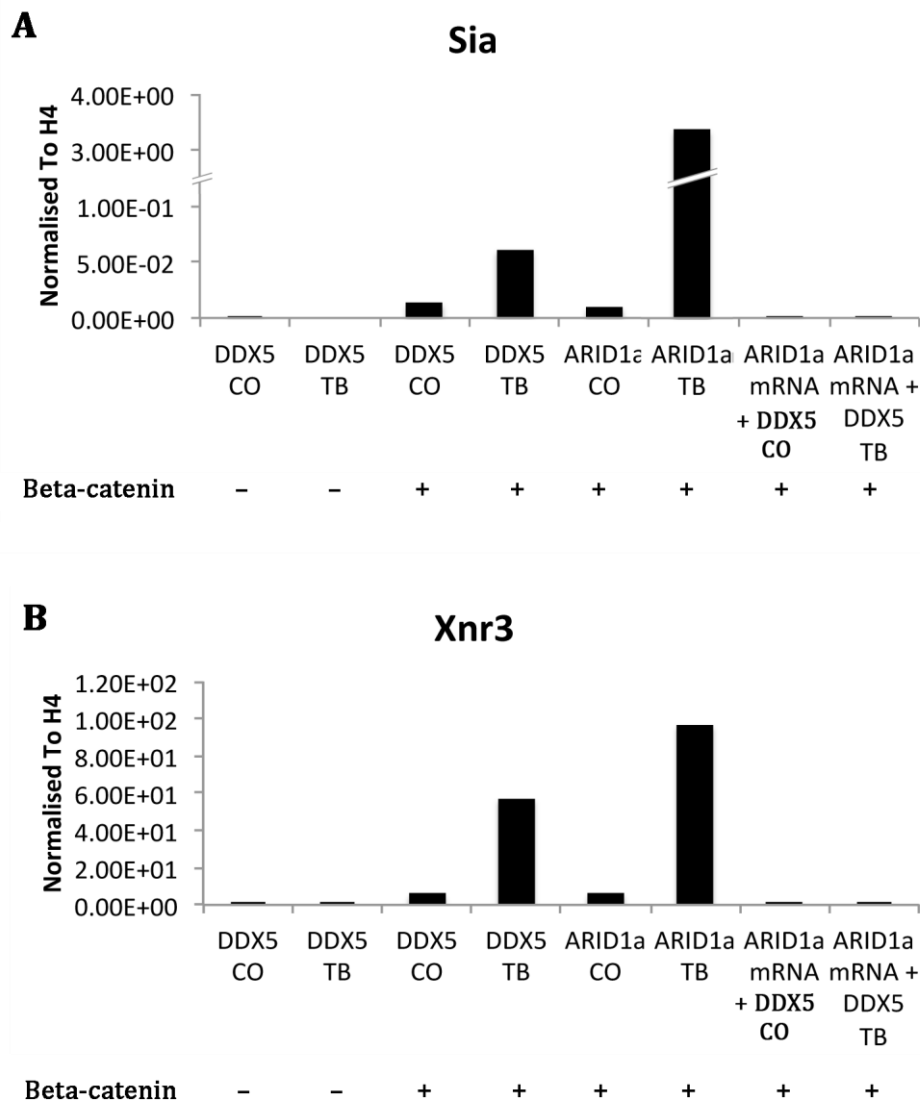 A
Sia
Normalised To H4
4.00E+00
3.00E+00
1.00E-01
5.00E-02
0.00E+00
DDX5 DDX5 DDX5 DDX5 ARID1a ARID1a ARID1a ARID1a
CO TB CO TB CO TB mRNA mRNA +
+ DDX5 DDX5
CO TB
Beta-catenin – – + + + + + +
B
Xnr3
Normalised To H4
1.20E+02
1.00E+02
8.00E+01
6.00E+01
4.00E+01
2.00E+01
0.00E+00
DDX5 DDX5 DDX5 DDX5 ARID1a ARID1a ARID1a ARID1a
CO TB CO TB CO TB mRNA mRNA +
+ DDX5 DDX5
CO TB
Beta-catenin – – + + + + + +